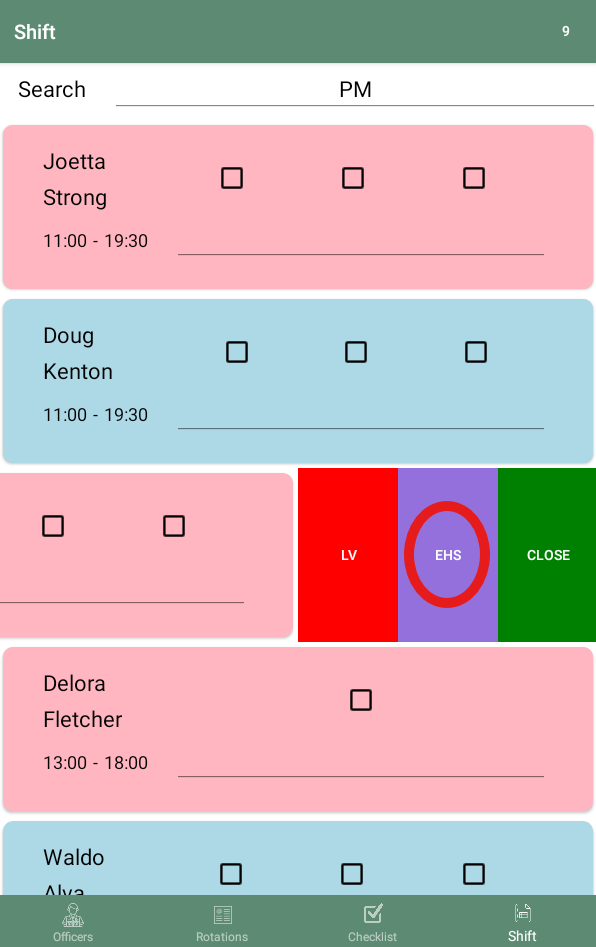 Shift 9
Search PM
Joetta
Strong
11:00 - 19:30
Doug
Kenton
11:00 - 19:30
LV EHS CLOSE
Delora
Fletcher
13:00 - 18:00
Waldo
Alva
Officers Rotations Checklist Shift